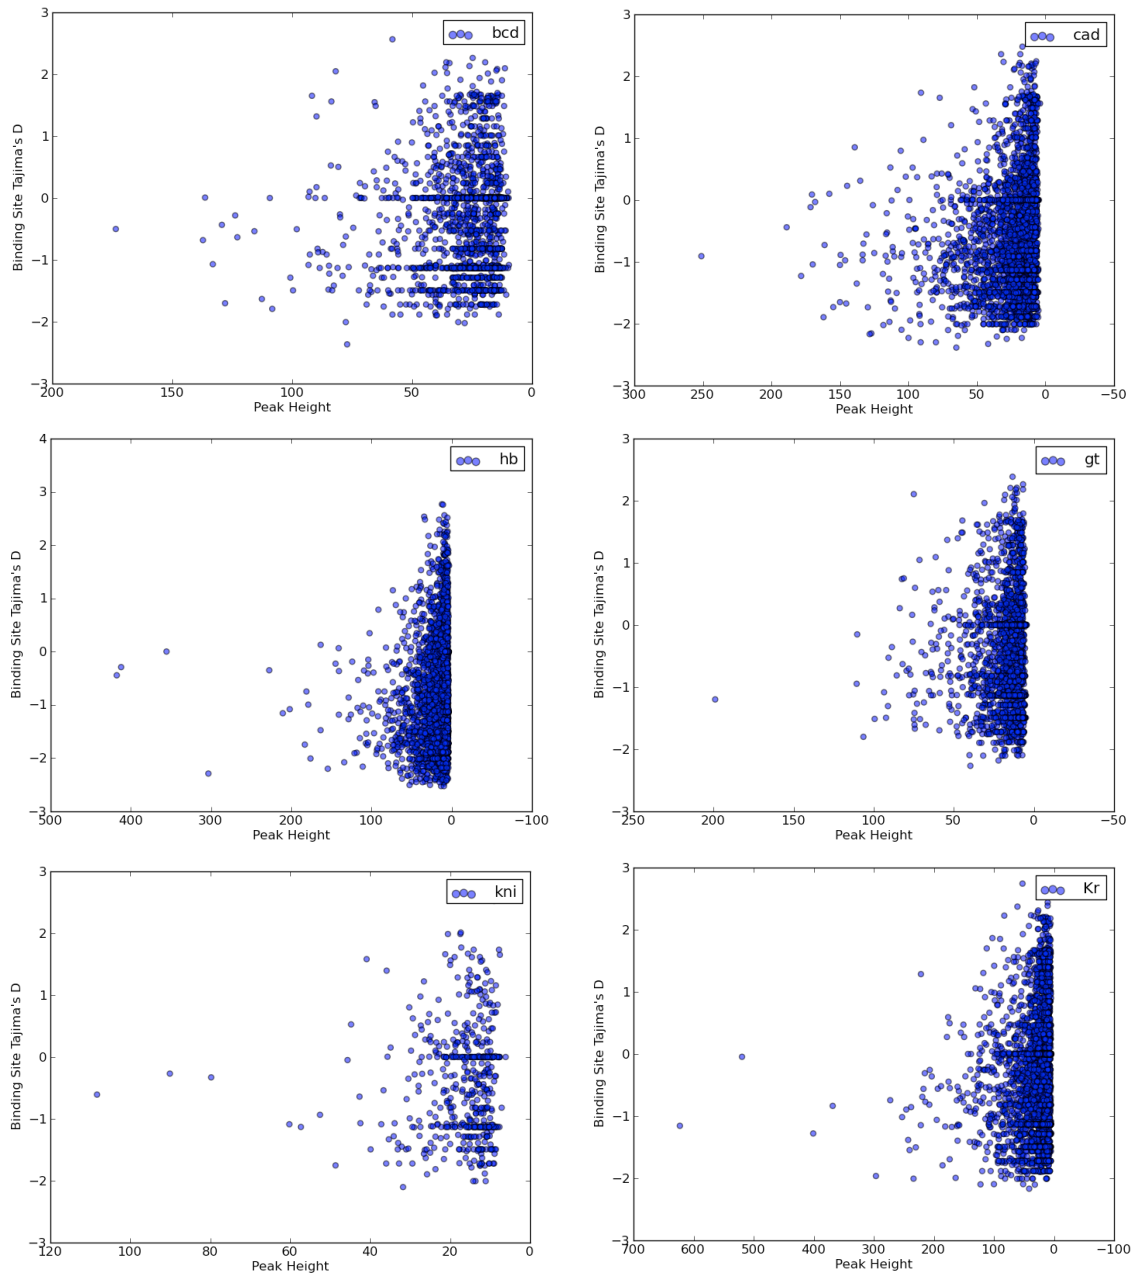 bcd
3
2
1
0
−1
−2
−3
Binding Site Tajima's D
200 150 100 50 0
Peak Height
cad
3
2
1
0
−1
−2
−3
Binding Site Tajima's D
300 250 200 150 100 50 0 −50
Peak Height
hb
4
3
2
1
0
−1
−2
−3
Binding Site Tajima's D
500 400 300 200 100 0 −100
Peak Height
gt
3
2
1
0
−1
−2
−3
Binding Site Tajima's D
250 200 150 100 50 0 −50
Peak Height
kni
3
2
1
0
−1
−2
−3
Binding Site Tajima's D
120 100 80 60 40 20 0
Peak Height
Kr
3
2
1
0
−1
−2
−3
Binding Site Tajima's D
700 600 500 400 300 200 100 0 −100
Peak Height